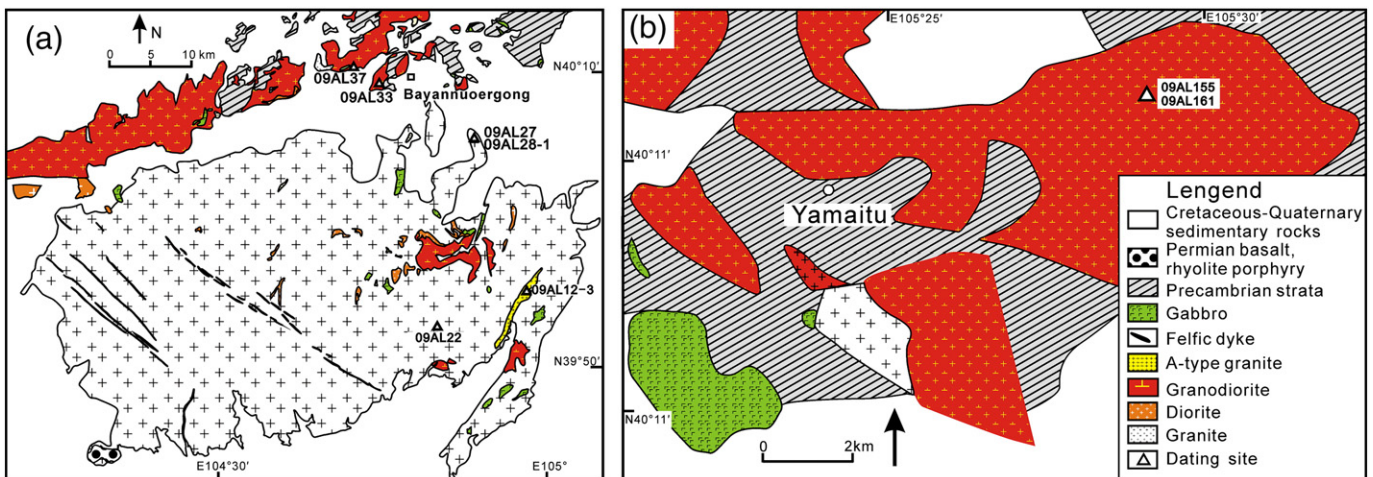 (a)
N
0 5 10 km
N40°10'
09AL37
09AL33
Bayannuoergong
09AL27
09AL28-1
09AL12-3
09AL22
N39°50'
E104°30'
E105°
(b)
E105°25'
E105°30'
09AL155
09AL161
N40°11'
Yamaitu
N40°11'
0 2km
Lengend
Cretaceous-Quaternary
sedimentary rocks
Permian basalt,
rhyolite porphyry
Precambrian strata
Gabbro
Felfic dyke
A-type granite
Granodiorite
Diorite
Granite
Dating site